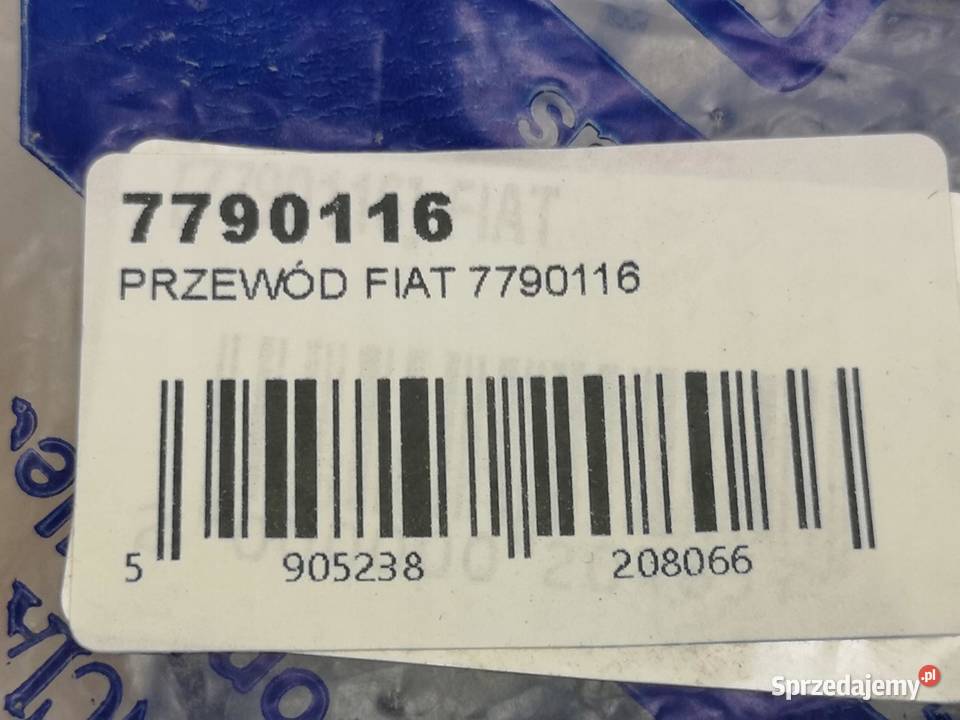 7790116
PRZEWÓD FIAT 7790116
5 905238 208066
Sprzedajemy.pl